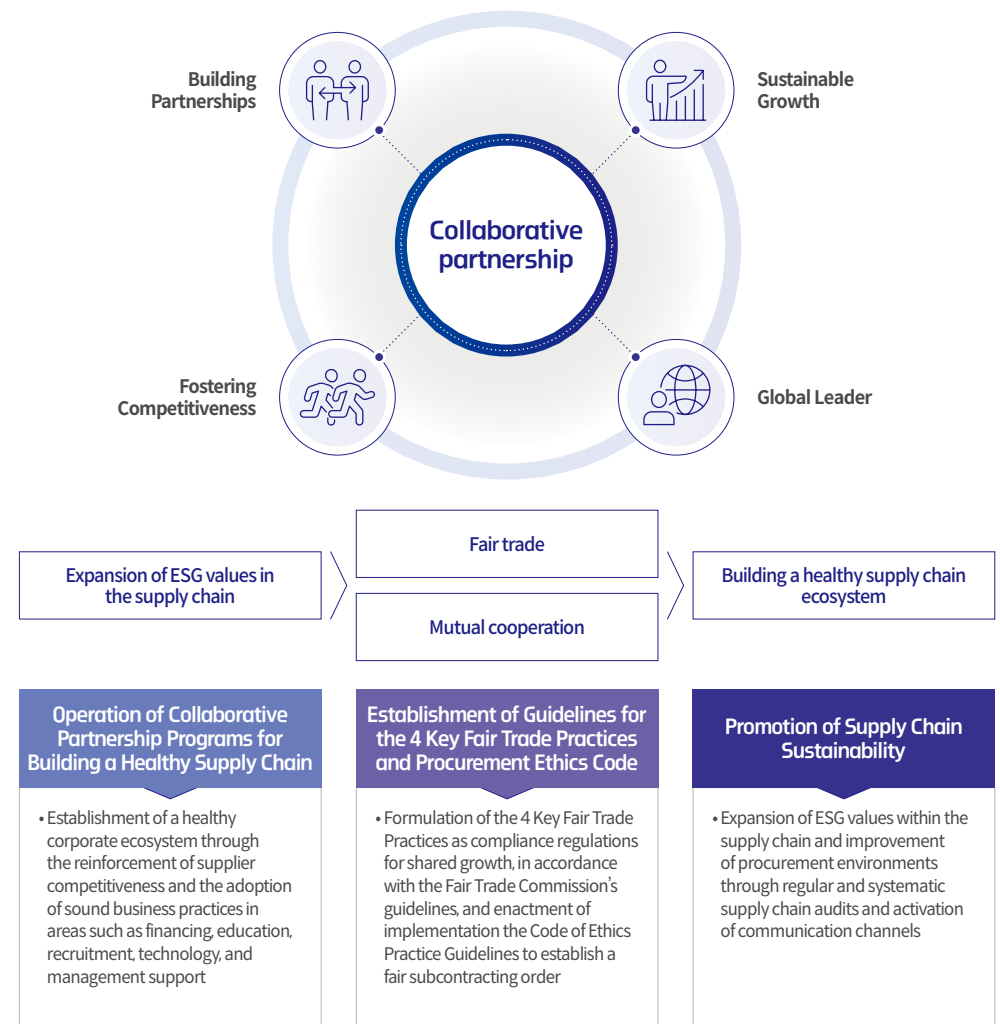 Building
Partnerships
Sustainable
Growth
Collaborative
partnership
Fostering
Competitiveness
Global Leader
Expansion of ESG values in
the supply chain
Fair trade
Mutual cooperation
Building a healthy supply chain
ecosystem
Operation of Collaborative
Partnership Programs for
Building a Healthy Supply Chain
• Establishment of a healthy
corporate ecosystem through
the reinforcement of supplier
competitiveness and the adoption
of sound business practices in
areas such as financing, education,
recruitment, technology, and
management support
Establishment of Guidelines for
the 4 Key Fair Trade Practices
and Procurement Ethics Code
• Formulation of the 4 Key Fair Trade
Practices as compliance regulations
for shared growth, in accordance
with the Fair Trade Commission's
guidelines, and enactment of
implementation the Code of Ethics
Practice Guidelines to establish a
fair subcontracting order
Promotion of Supply Chain
Sustainability
• Expansion of ESG values within the
supply chain and improvement
of procurement environments
through regular and systematic
supply chain audits and activation
of communication channels